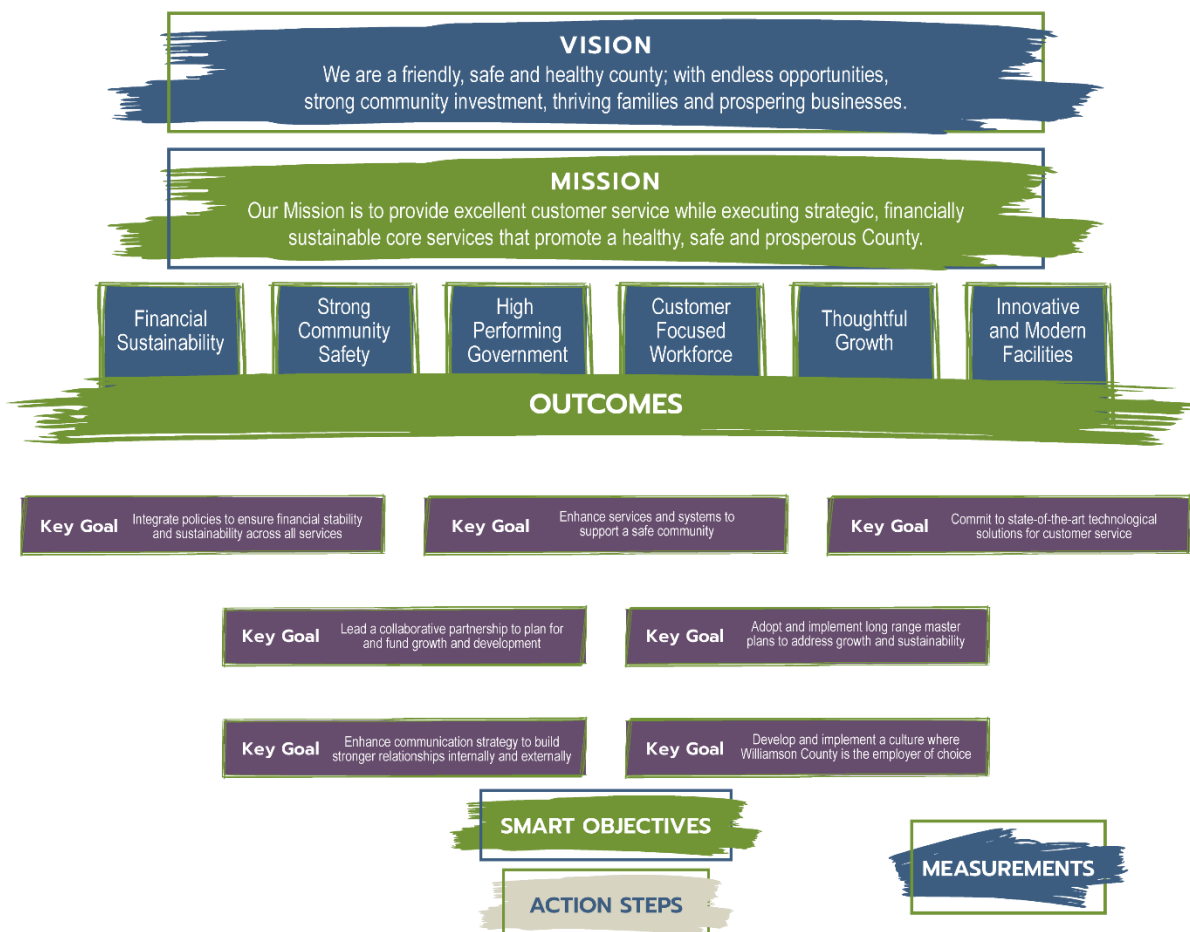 VISION
We are a friendly, safe and healthy county; with endless opportunities,
strong community investment, thriving families and prospering businesses.
MISSION
Our Mission is to provide excellent customer service while executing strategic, financially
sustainable core services that promote a healthy, safe and prosperous County.
Financial
Sustainability
Strong
Community
Safety
High
Performing
Government
Customer
Focused
Workforce
Thoughtful
Growth
Innovative
and Modern
Facilities
OUTCOMES
Key Goal
Integrate policies to ensure financial stability
and sustainability across all services
Key Goal
Enhance services and systems to
support a safe community
Key Goal
Commit to state-of-the-art technological
solutions for customer service
Key Goal
Lead a collaborative partnership to plan for
and fund growth and development
Key Goal
Adopt and implement long range master
plans to address growth and sustainability
Key Goal
Enhance communication strategy to build
stronger relationships internally and externally
Key Goal
Develop and implement a culture where
Williamson County is the employer of choice
SMART OBJECTIVES
MEASUREMENTS
ACTION STEPS